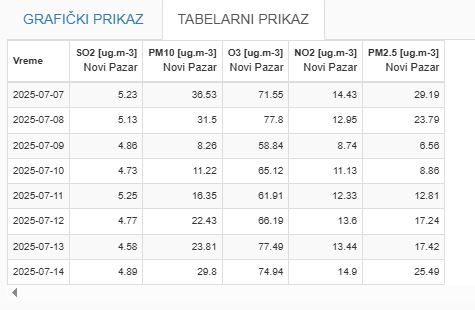 GRAFIČKI PRIKAZ TABELARNI PRIKAZ
Vreme SO2 [ug.m-3] PM10 [ug.m-3] O3 [ug.m-3] NO2 [ug.m-3] PM2.5 [ug.m-3]
Novi Pazar Novi Pazar Novi Pazar Novi Pazar Novi Pazar
2025-07-07 5.23 36.53 71.55 14.43 29.19
2025-07-08 5.13 31.5 77.8 12.95 23.79
2025-07-09 4.86 8.26 58.84 8.74 6.56
2025-07-10 4.73 11.22 65.12 11.13 8.86
2025-07-11 5.25 16.35 61.91 12.33 12.81
2025-07-12 4.77 22.43 66.19 13.6 17.24
2025-07-13 4.58 23.81 77.49 13.44 17.42
2025-07-14 4.89 29.8 74.94 14.9 25.49